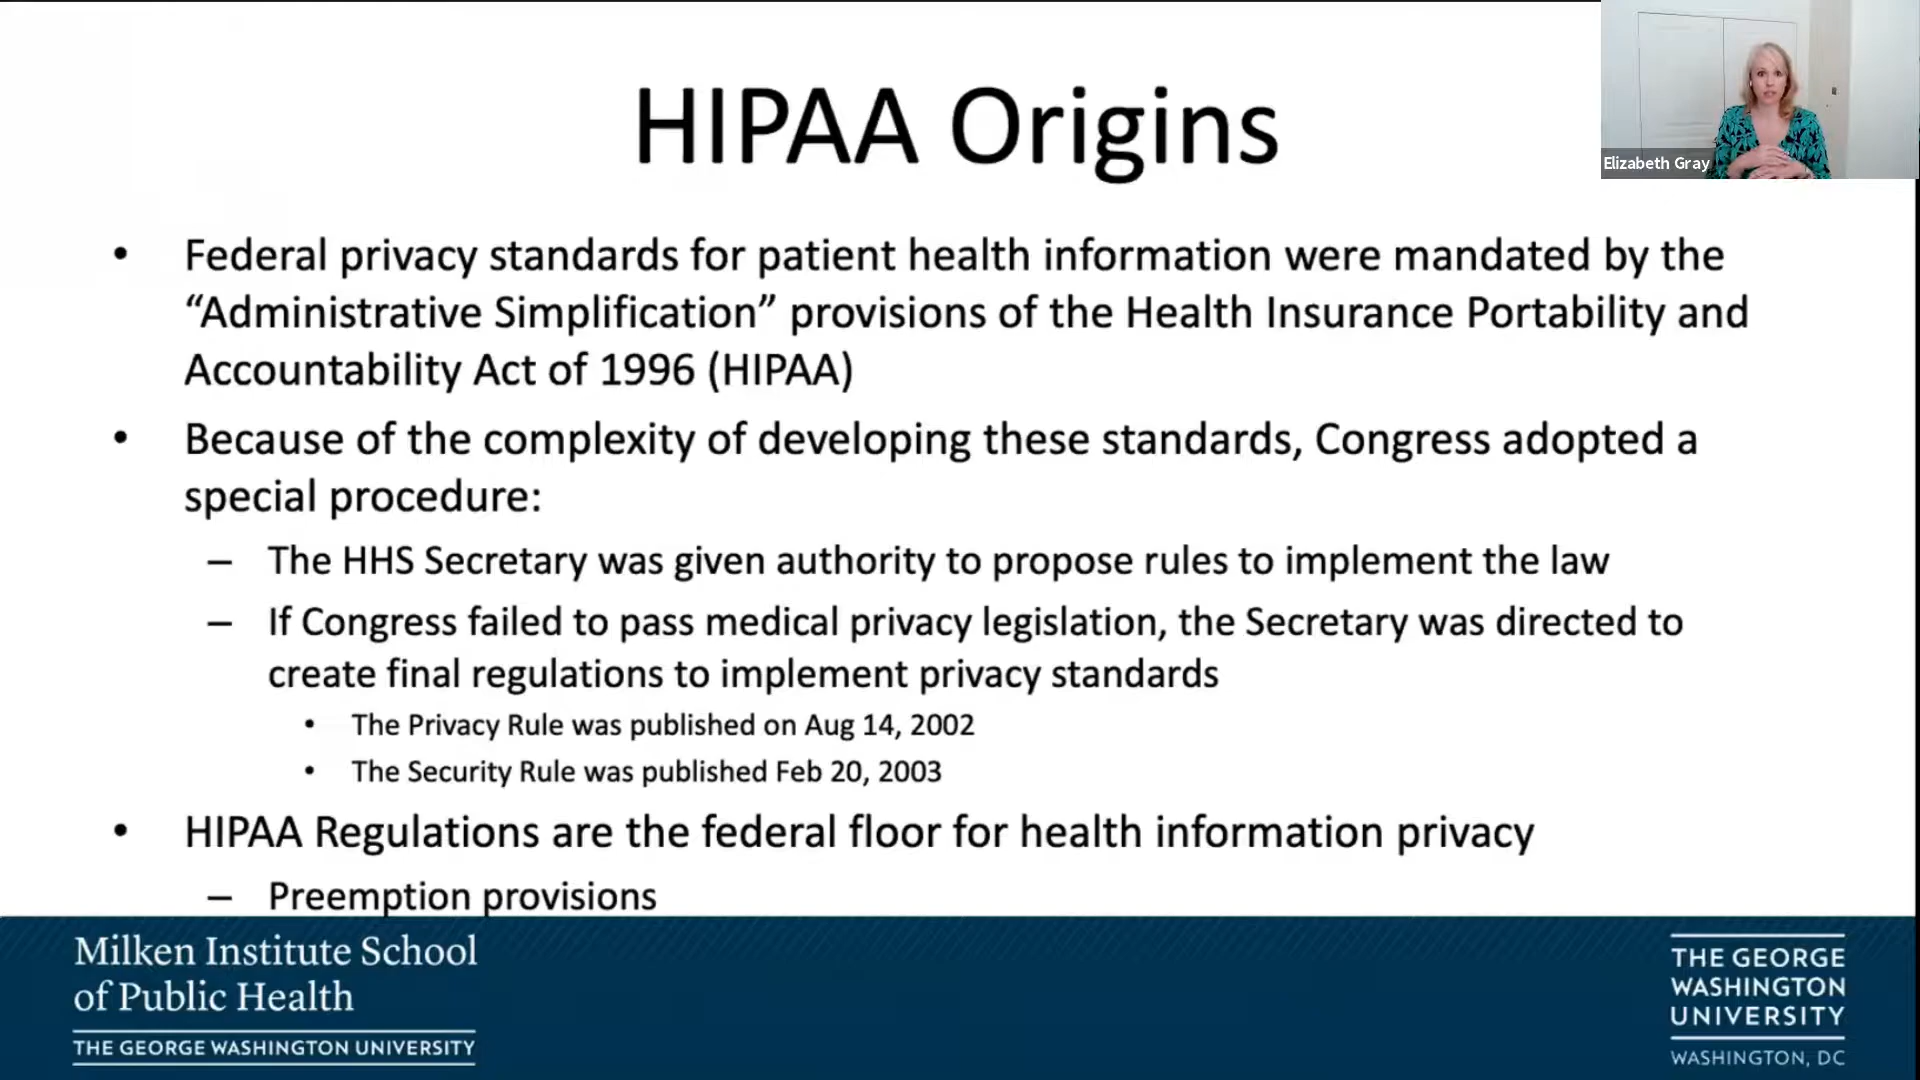 HIPAA Origins
Elizabeth Gray
• Federal privacy standards for patient health information were mandated by the
“Administrative Simplification” provisions of the Health Insurance Portability and
Accountability Act of 1996 (HIPAA)
• Because of the complexity of developing these standards, Congress adopted a
special procedure:
– The HHS Secretary was given authority to propose rules to implement the law
– If Congress failed to pass medical privacy legislation, the Secretary was directed to
create final regulations to implement privacy standards
• The Privacy Rule was published on Aug 14, 2002
• The Security Rule was published Feb 20, 2003
• HIPAA Regulations are the federal floor for health information privacy
– Preemption provisions
Milken Institute School
of Public Health
THE GEORGE WASHINGTON UNIVERSITY
THE GEORGE
WASHINGTON
UNIVERSITY
WASHINGTON, DC